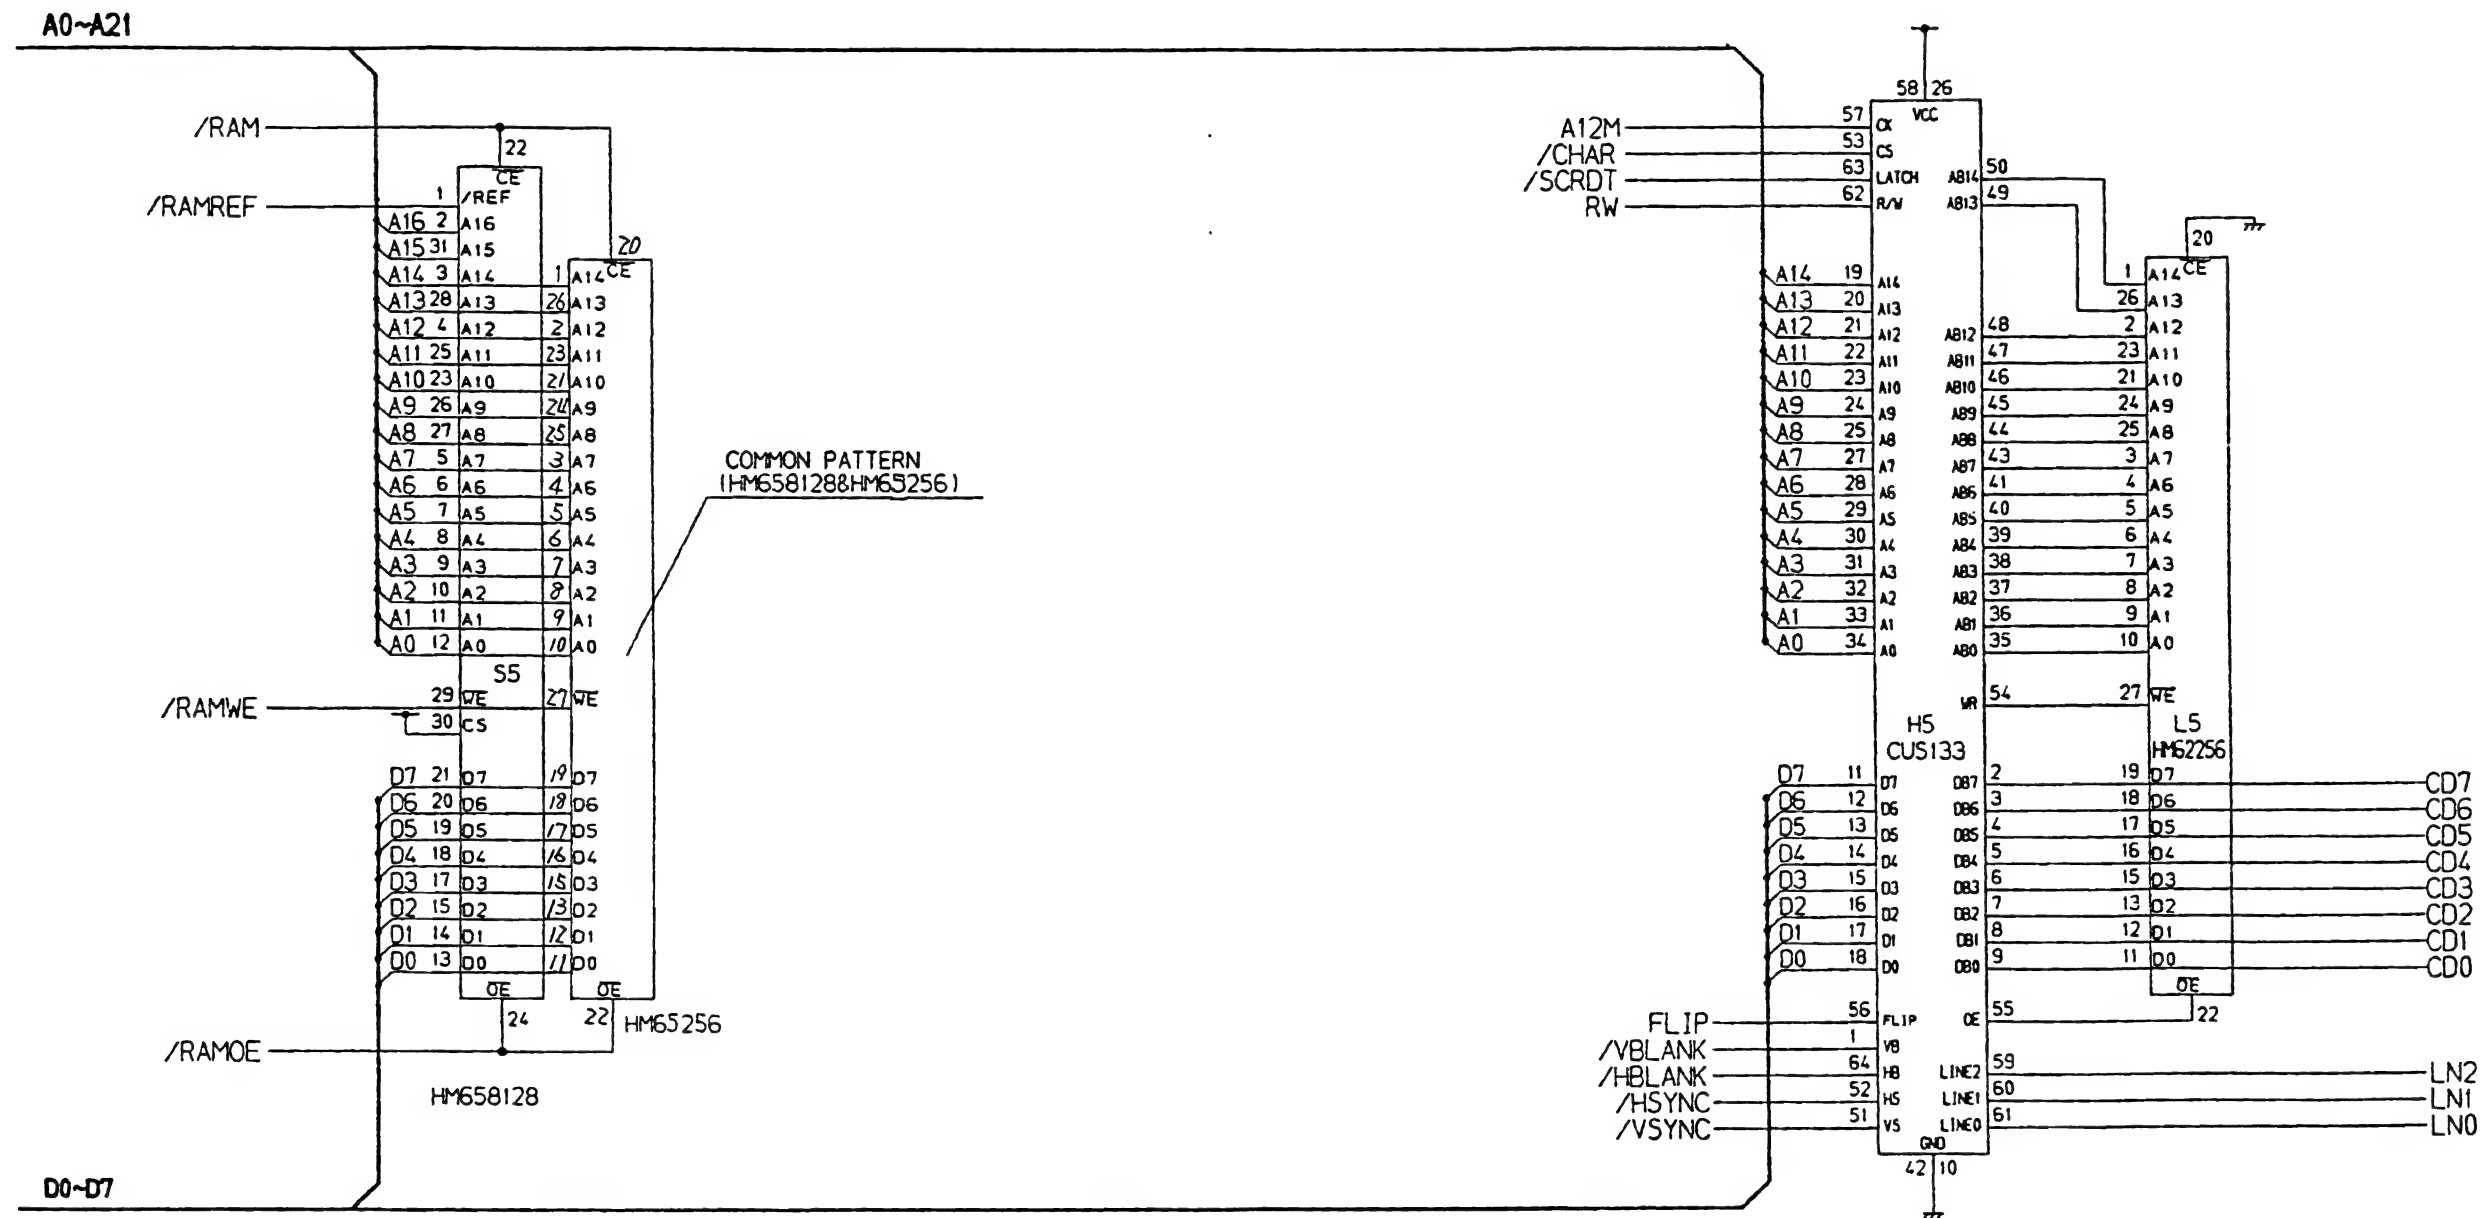 A0~A21
/RAM
22
CE
1 /REF
/RAMREF
A16 2 A16
A15 31 A15
20
CE
A14 3 A14 1 A14
A13 28 A13 26 A13
A12 4 A12 2 A12
A11 25 A11 23 A11
A10 23 A10 21 A10
A9 26 A9 24 A9
A8 27 A8 25 A8
A7 5 A7 3 A7
A6 6 A6 4 A6
A5 7 A5 5 A5
A4 8 A4 6 A4
A3 9 A3 7 A3
A2 10 A2 8 A2
A1 11 A1 9 A1
A0 12 A0 10 A0
S5
/RAMWE 29 WE 27 WE
30 CS
D7 21 D7 19 D7
D6 20 D6 18 D6
D5 19 D5 17 D5
D4 18 D4 16 D4
D3 17 D3 15 D3
D2 15 D2 13 D2
D1 14 D1 12 D1
D0 13 D0 11 D0
OE OE
24 22 HM65256
/RAMOE
HM658128
COMMON PATTERN
(HM658128&HM65256)
58 26
VCC
A12M 57 CK
/CHAR 53 CS
/SCRDT 63 LATCH AB14 50
RW 62 R/W AB13 49
20
CE
A14 19 A14 1 A14
A13 20 A13 26 A13
A12 21 A12 AB12 48 2 A12
A11 22 A11 AB11 47 23 A11
A10 23 A10 AB10 46 21 A10
A9 24 A9 AB9 45 24 A9
A8 25 A8 AB8 44 25 A8
A7 27 A7 AB7 43 3 A7
A6 28 A6 AB6 41 4 A6
A5 29 A5 AB5 40 5 A5
A4 30 A4 AB4 39 6 A4
A3 31 A3 AB3 38 7 A3
A2 32 A2 AB2 37 8 A2
A1 33 A1 AB1 36 9 A1
A0 34 A0 AB0 35 10 A0
WR 54 27 WE
H5 L5
CUS133 HM62256
D7 11 D7 DB7 2 19 D7 CD7
D6 12 D6 DB6 3 18 D6 CD6
D5 13 D5 DB5 4 17 D5 CD5
D4 14 D4 DB4 5 16 D4 CD4
D3 15 D3 DB3 6 15 D3 CD3
D2 16 D2 DB2 7 13 D2 CD2
D1 17 D1 DB1 8 12 D1 CD1
D0 18 D0 DB0 9 11 D0 CD0
OE
FLIP 56 FLIP OE 55 22
/VBLANK 1 VB
/HBLANK 64 HB LINE2 59 LN2
/HSYNC 52 HS LINE1 60 LN1
/VSYNC 51 VS LINE0 61 LN0
GND
42 10
D0~D7